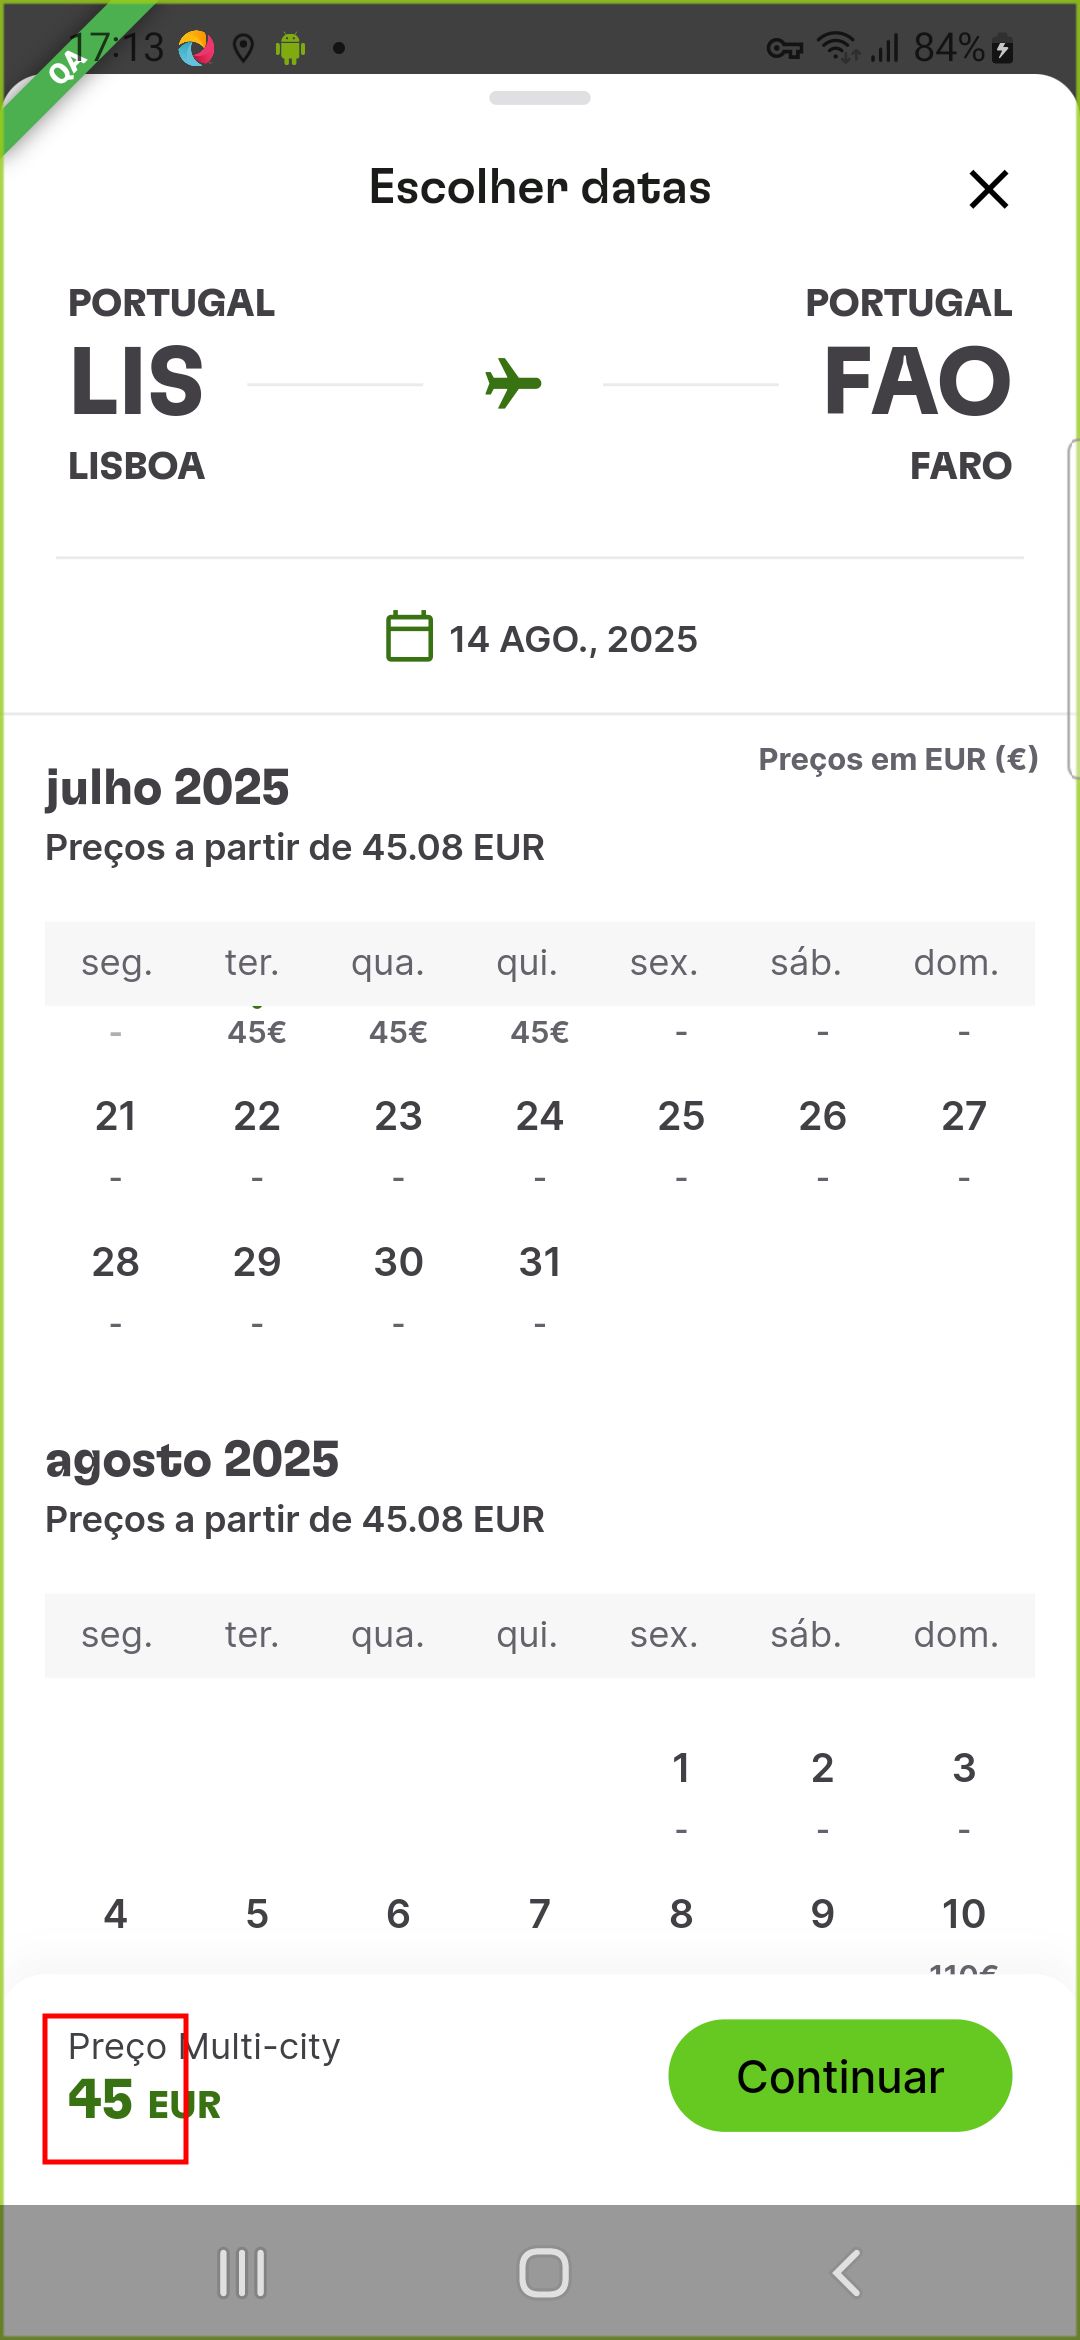 17:13
84%
QA
Escolher datas
PORTUGAL PORTUGAL
LIS FAO
LISBOA FARO
14 AGO., 2025
Preços em EUR (€)
julho 2025
Preços a partir de 45.08 EUR
seg. ter. qua. qui. sex. sáb. dom.
- 45€ 45€ 45€ - - -
21 22 23 24 25 26 27
- - - - - - -
28 29 30 31
- - - -
agosto 2025
Preços a partir de 45.08 EUR
seg. ter. qua. qui. sex. sáb. dom.
1 2 3
- - -
4 5 6 7 8 9 10
110€
Preço Multi-city
45 EUR
Continuar